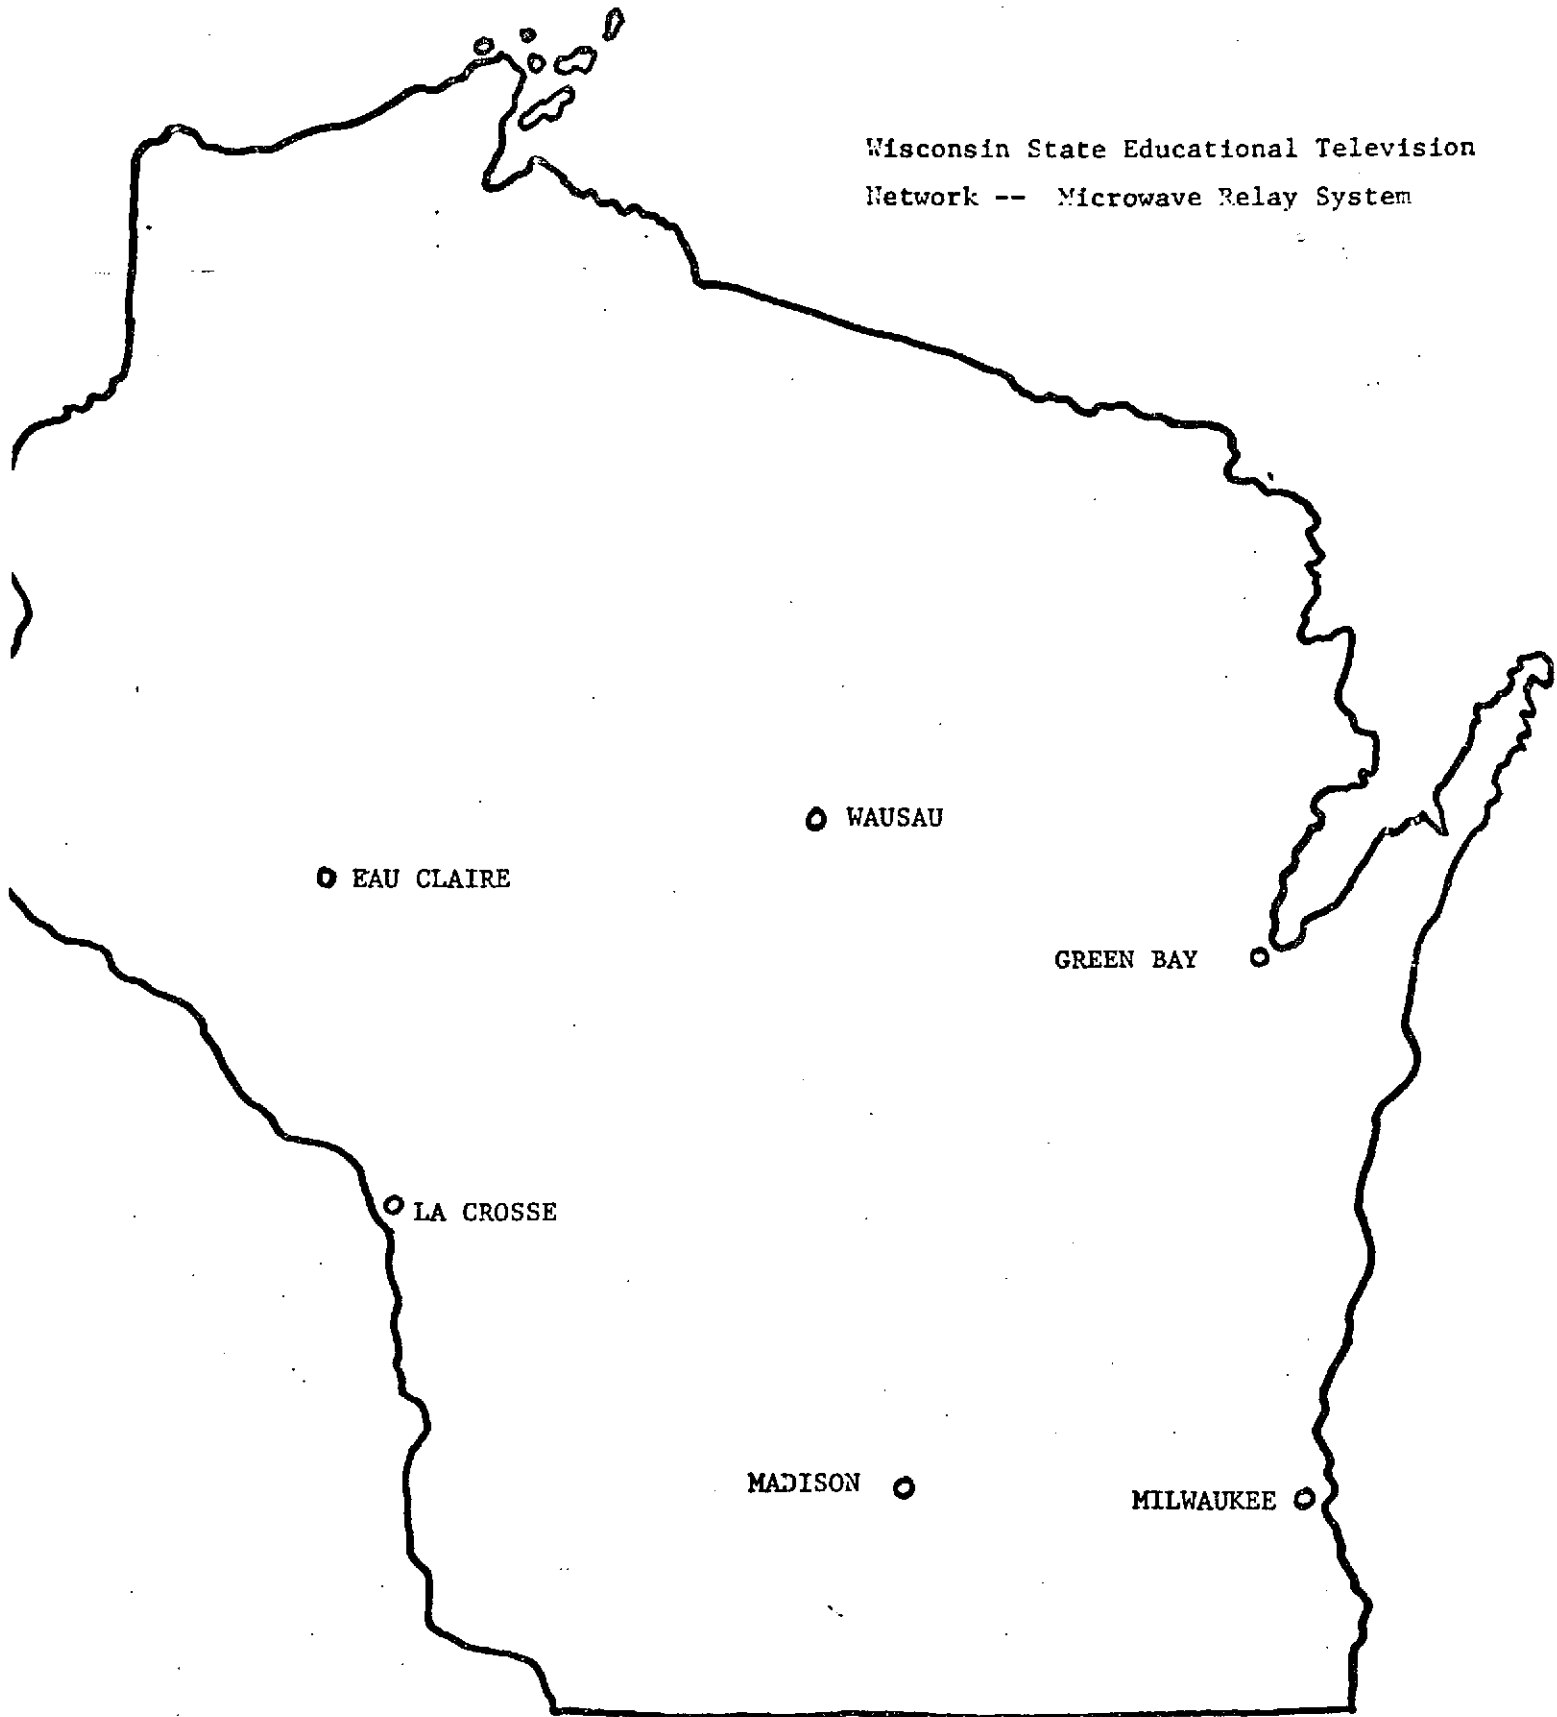 Wisconsin State Educational Television
Network -- Microwave Relay System
WAUSAU
EAU CLAIRE
GREEN BAY
LA CROSSE
MADISON
MILWAUKEE